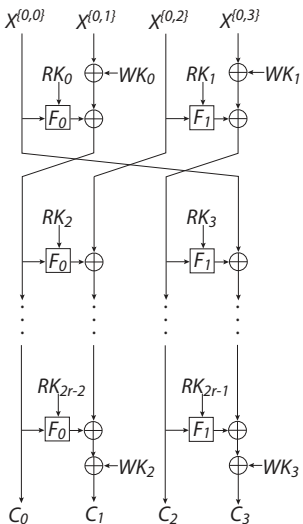 X{0,0} X{0,1} X{0,2} X{0,3}
RK0 WK0 RK1 WK1
F0 F1
RK2 RK3
F0 F1
RK2r-2 RK2r-1
F0 F1
WK2 WK3
C0 C1 C2 C3